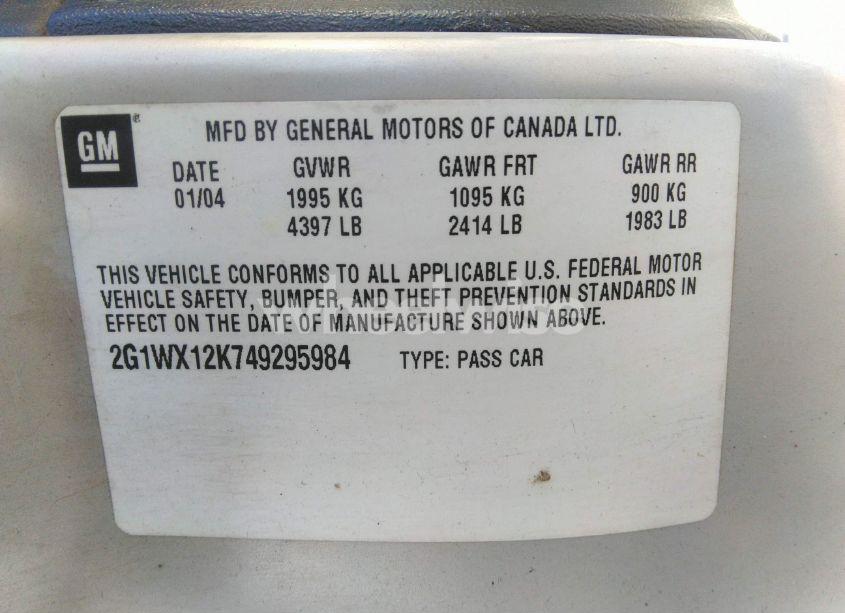 GM
MFD BY GENERAL MOTORS OF CANADA LTD.
DATE GVWR GAWR FRT GAWR RR
01/04 1995 KG 1095 KG 900 KG
4397 LB 2414 LB 1983 LB
THIS VEHICLE CONFORMS TO ALL APPLICABLE U.S. FEDERAL MOTOR
VEHICLE SAFETY, BUMPER, AND THEFT PREVENTION STANDARDS IN
EFFECT ON THE DATE OF MANUFACTURE SHOWN ABOVE.
2G1WX12K749295984 TYPE: PASS CAR